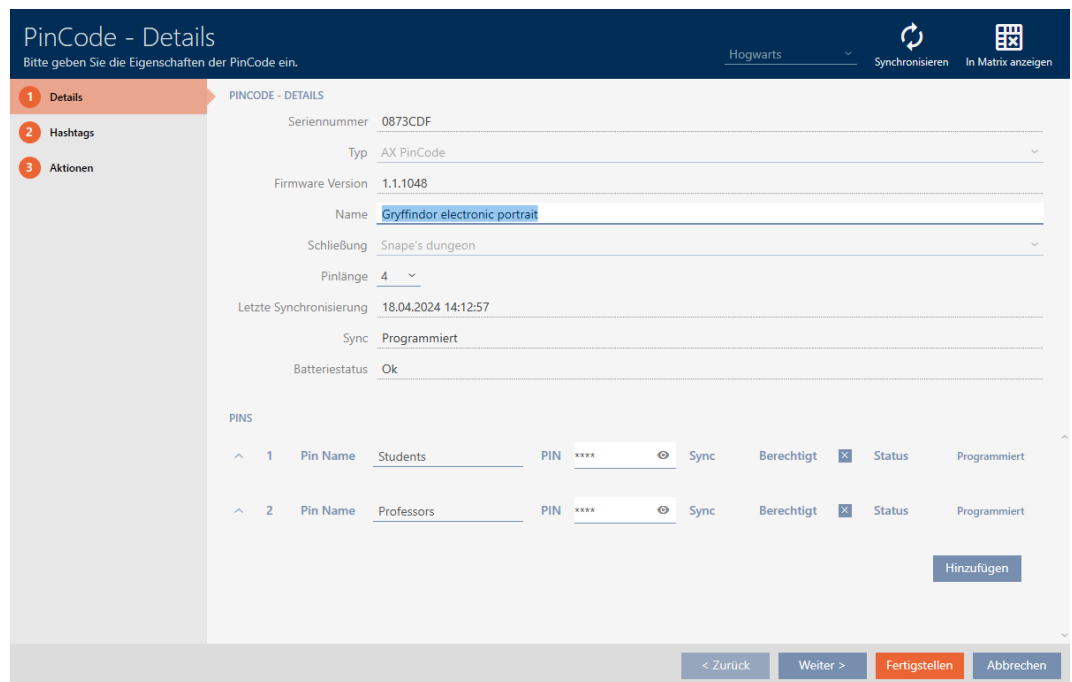 PinCode - Details
Bitte geben Sie die Eigenschaften der PinCode ein.
Hogwarts
Synchronisieren
In Matrix anzeigen
1 Details
2 Hashtags
3 Aktionen
PINCODE - DETAILS
Seriennummer 0873CDF
Typ AX PinCode
Firmware Version 1.1.1048
Name Gryffindor electronic portrait
Schließung Snape's dungeon
Pinlänge 4
Letzte Synchronisierung 18.04.2024 14:12:57
Sync Programmiert
Batteriestatus Ok
PINS
1 Pin Name Students PIN **** Sync Berechtigt Status Programmiert
2 Pin Name Professors PIN **** Sync Berechtigt Status Programmiert
Hinzufügen
< Zurück Weiter > Fertigstellen Abbrechen